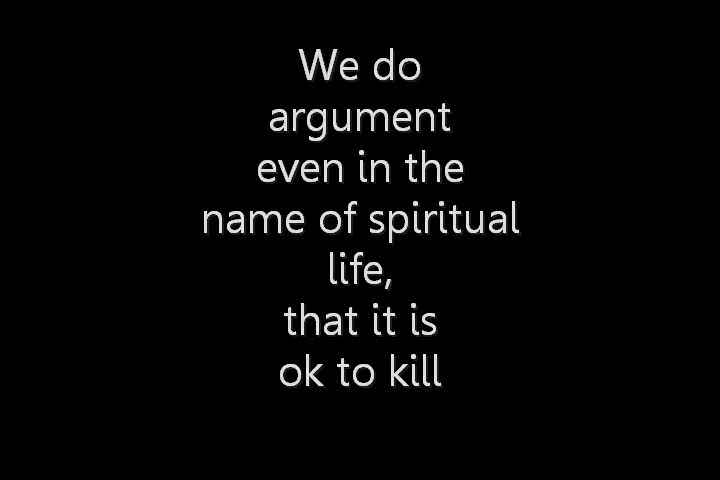 We do
argument
even in the
name of spiritual
life,
that it is
ok to kill